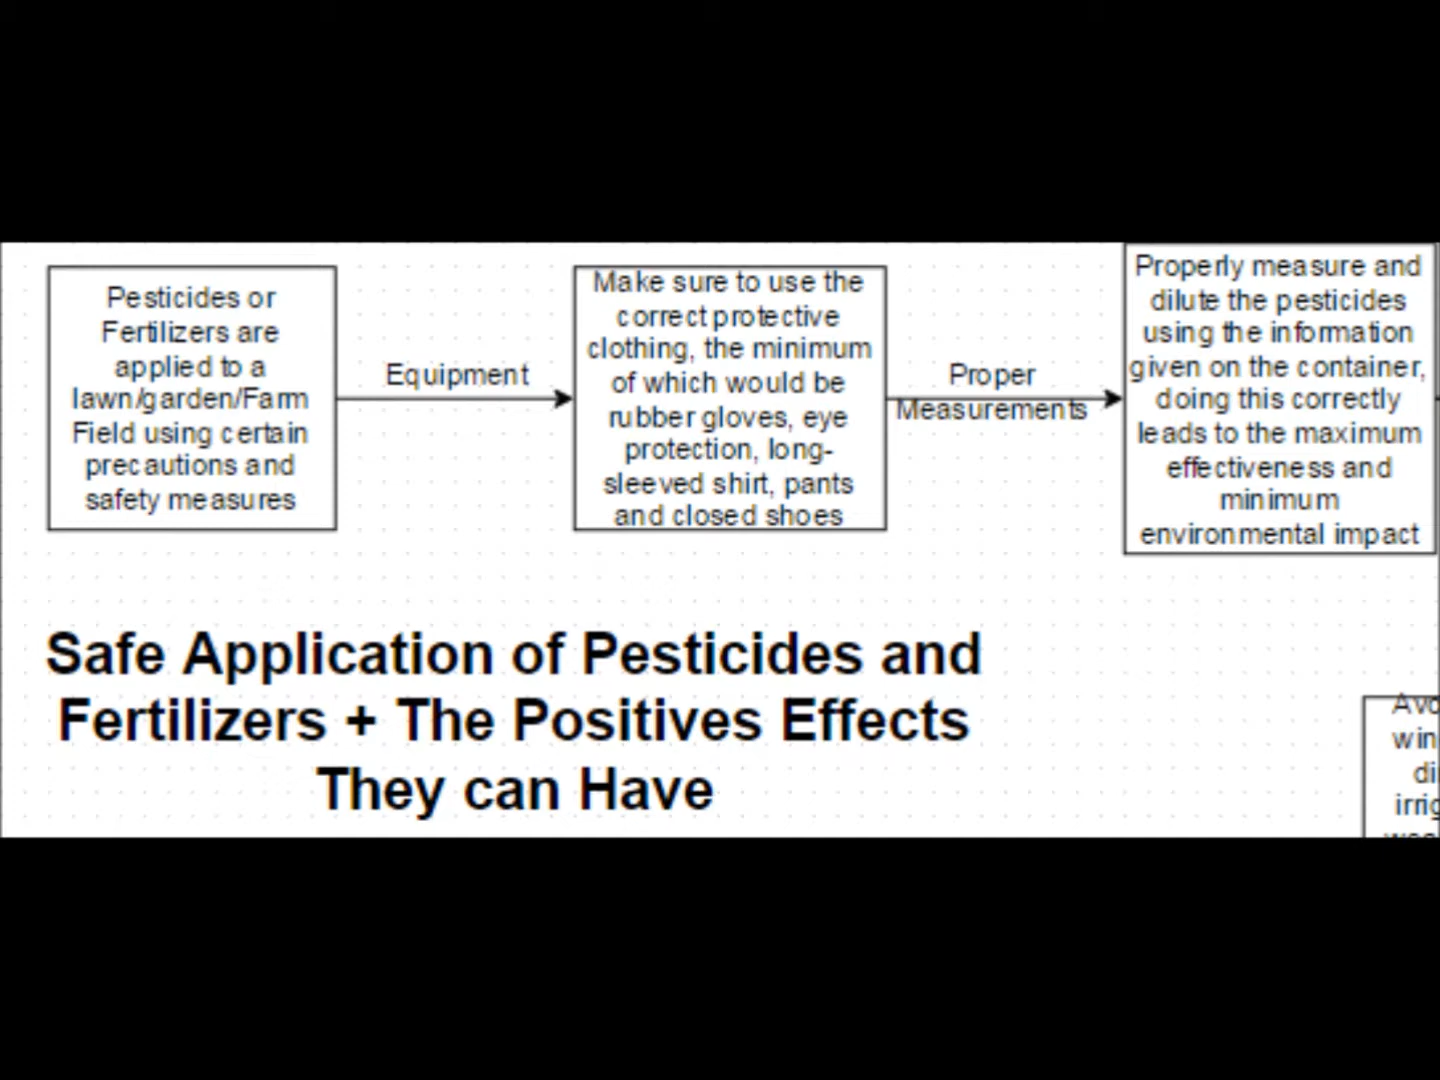 Pesticides or
Fertilizers are
applied to a
lawn/garden/Farm
Field using certain
precautions and
safety measures
Equipment
Make sure to use the
correct protective
clothing, the minimum
of which would be
rubber gloves, eye
protection, long-
sleeved shirt, pants
and closed shoes
Proper
Measurements
Properly measure and
dilute the pesticides
using the information
given on the container,
doing this correctly
leads to the maximum
effectiveness and
minimum
environmental impact
Safe Application of Pesticides and
Fertilizers + The Positives Effects
They can Have